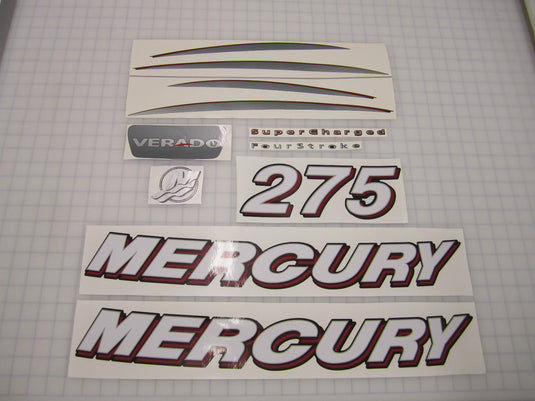 VERADO
SuperCharged
FourStroke
275
MERCURY
MERCURY